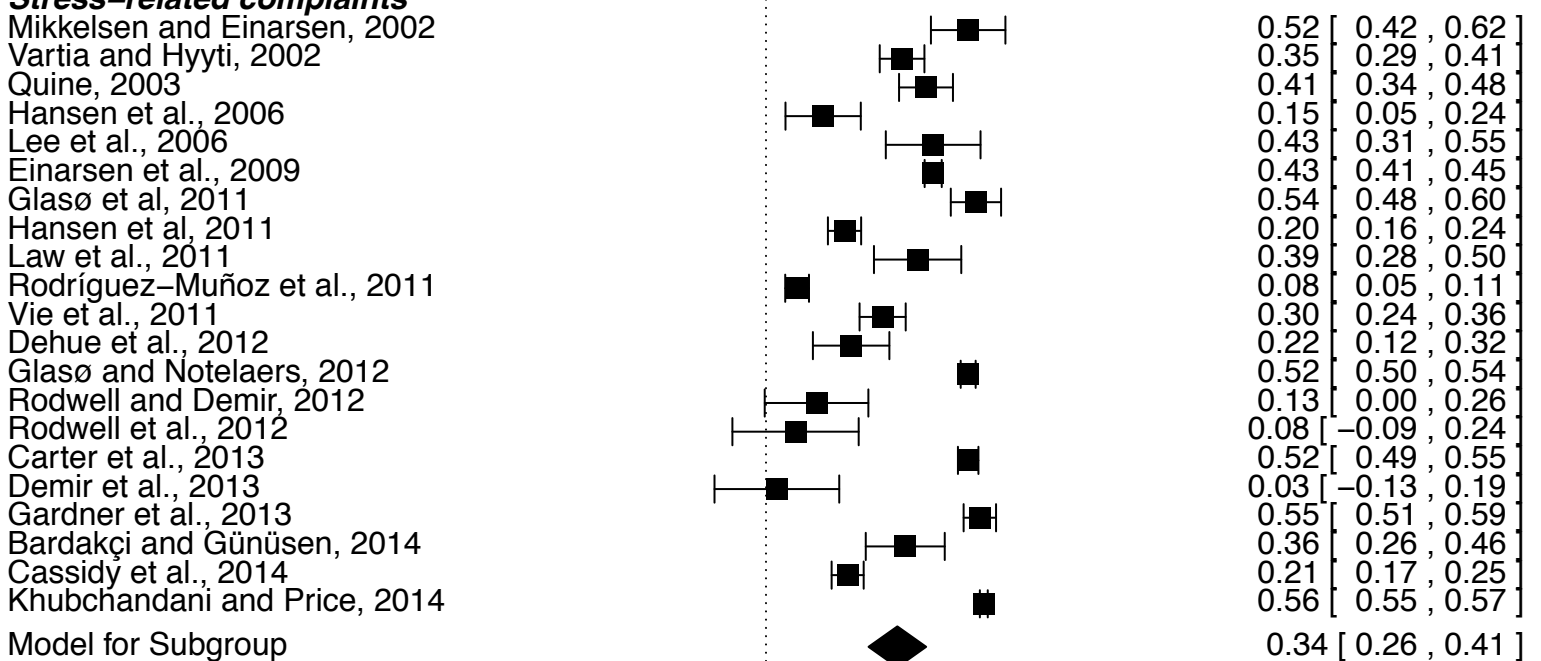 Stress−related complaints
Mikkelsen and Einarsen, 2002 0.52 [ 0.42 , 0.62 ]
Vartia and Hyyti, 2002 0.35 [ 0.29 , 0.41 ]
Quine, 2003 0.41 [ 0.34 , 0.48 ]
Hansen et al., 2006 0.15 [ 0.05 , 0.24 ]
Lee et al., 2006 0.43 [ 0.31 , 0.55 ]
Einarsen et al., 2009 0.43 [ 0.41 , 0.45 ]
Glasø et al, 2011 0.54 [ 0.48 , 0.60 ]
Hansen et al, 2011 0.20 [ 0.16 , 0.24 ]
Law et al., 2011 0.39 [ 0.28 , 0.50 ]
Rodríguez−Muñoz et al., 2011 0.08 [ 0.05 , 0.11 ]
Vie et al., 2011 0.30 [ 0.24 , 0.36 ]
Dehue et al., 2012 0.22 [ 0.12 , 0.32 ]
Glasø and Notelaers, 2012 0.52 [ 0.50 , 0.54 ]
Rodwell and Demir, 2012 0.13 [ 0.00 , 0.26 ]
Rodwell et al., 2012 0.08 [ −0.09 , 0.24 ]
Carter et al., 2013 0.52 [ 0.49 , 0.55 ]
Demir et al., 2013 0.03 [ −0.13 , 0.19 ]
Gardner et al., 2013 0.55 [ 0.51 , 0.59 ]
Bardakçi and Günüsen, 2014 0.36 [ 0.26 , 0.46 ]
Cassidy et al., 2014 0.21 [ 0.17 , 0.25 ]
Khubchandani and Price, 2014 0.56 [ 0.55 , 0.57 ]
Model for Subgroup 0.34 [ 0.26 , 0.41 ]